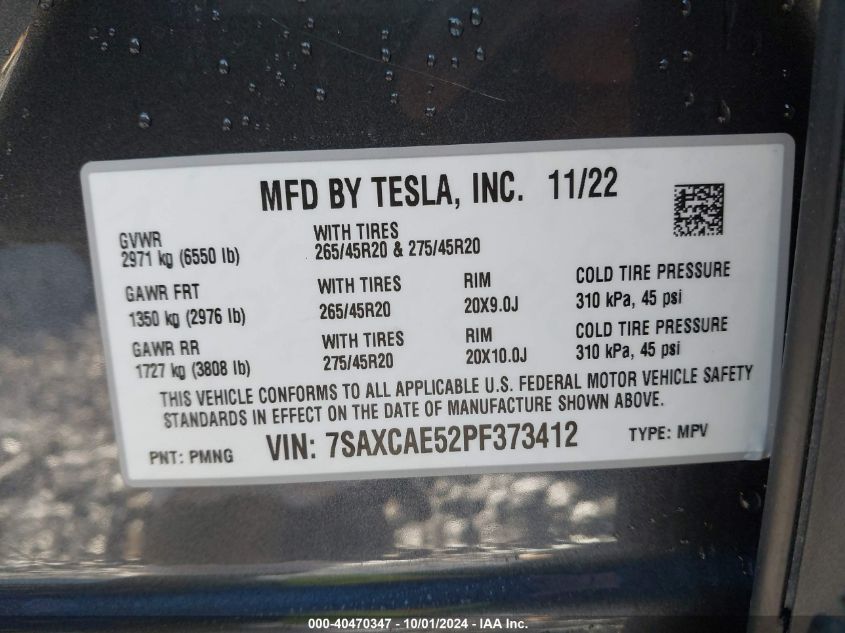 MFD BY TESLA, INC. 11/22
GVWR
2971 kg (6550 lb)
WITH TIRES
265/45R20 & 275/45R20
GAWR FRT
1350 kg (2976 lb)
WITH TIRES
265/45R20
RIM
20X9.0J
COLD TIRE PRESSURE
310 kPa, 45 psi
GAWR RR
1727 kg (3808 lb)
WITH TIRES
275/45R20
RIM
20X10.0J
COLD TIRE PRESSURE
310 kPa, 45 psi
THIS VEHICLE CONFORMS TO ALL APPLICABLE U.S. FEDERAL MOTOR VEHICLE SAFETY
STANDARDS IN EFFECT ON THE DATE OF MANUFACTURE SHOWN ABOVE.
PNT: PMNG VIN: 7SAXCAE52PF373412 TYPE: MPV
000-40470347 - 10/01/2024 - IAA Inc.